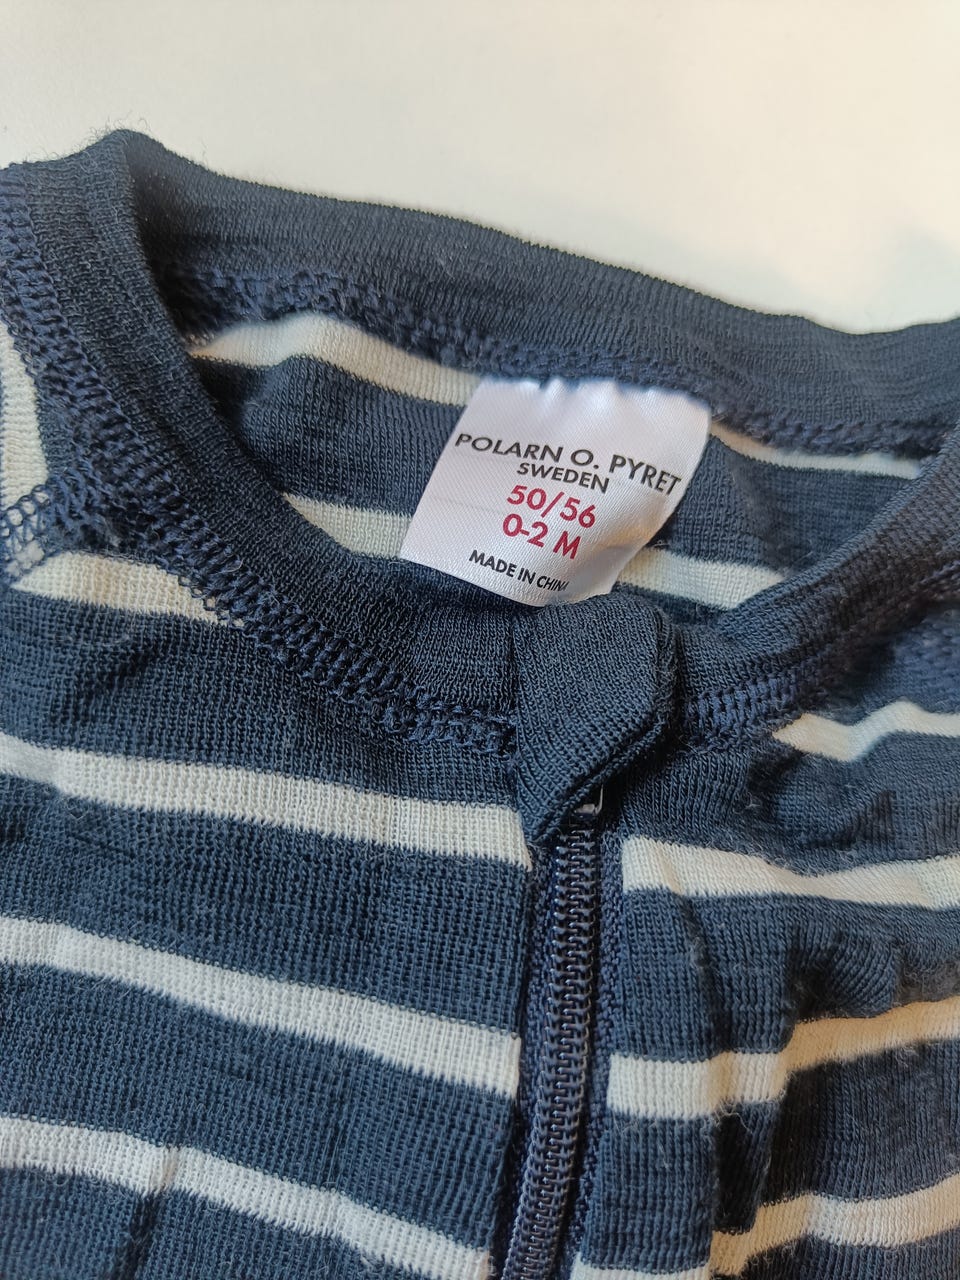 POLARN O. PYRET
SWEDEN
50/56
0-2 M
MADE IN CHINA